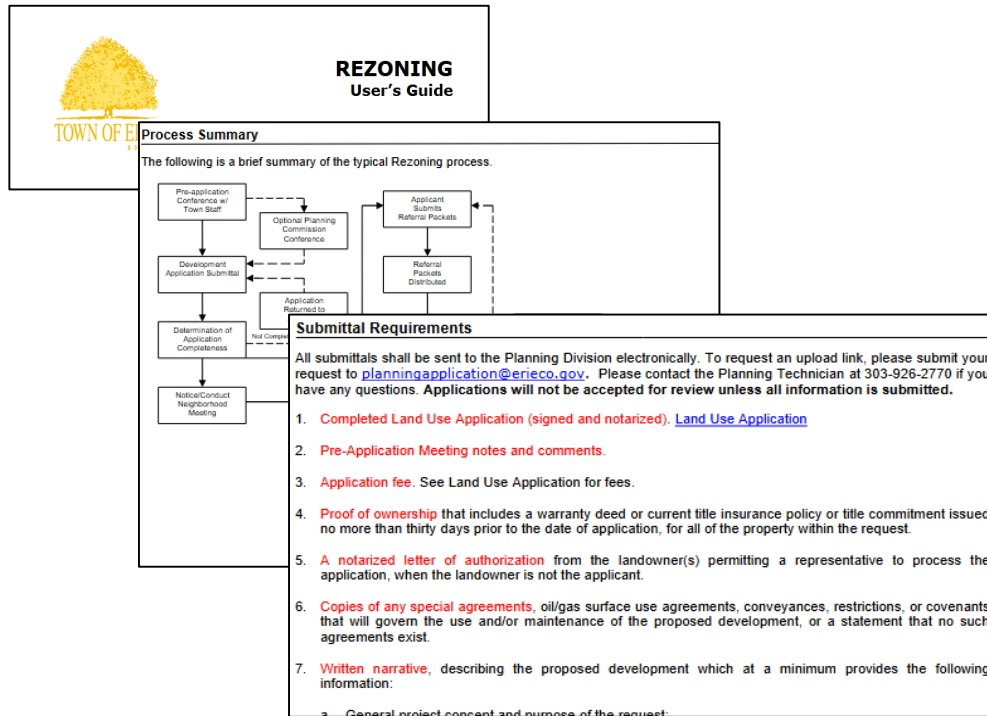 REZONING
User's Guide
TOWN OF
Process Summary
The following is a brief summary of the typical Rezoning process.
Pre-application
Conference w/
Town Staff
Optional Planning
Commission
Conference
Development
Application Submittal
Application
Returned to
Determination of
Application
Completeness
Not
Notice/Conduct
Neighborhood
Meeting
Applicant
Submits
Referral Packets
Referral
Packets
Distributed
Submittal Requirements
All submittals shall be sent to the Planning Division electronically. To request an upload link, please submit your
request to planningapplication@erieco.gov. Please contact the Planning Technician at 303-926-2770 if you
have any questions. Applications will not be accepted for review unless all information is submitted.
1. Completed Land Use Application (signed and notarized). Land Use Application
2. Pre-Application Meeting notes and comments.
3. Application fee. See Land Use Application for fees.
4. Proof of ownership that includes a warranty deed or current title insurance policy or title commitment issued
no more than thirty days prior to the date of application, for all of the property within the request.
5. A notarized letter of authorization from the landowner(s) permitting a representative to process the
application, when the landowner is not the applicant.
6. Copies of any special agreements, oil/gas surface use agreements, conveyances, restrictions, or covenants
that will govern the use and/or maintenance of the proposed development, or a statement that no such
agreements exist.
7. Written narrative, describing the proposed development which at a minimum provides the following
information:
a. General project concept and purpose of the request;